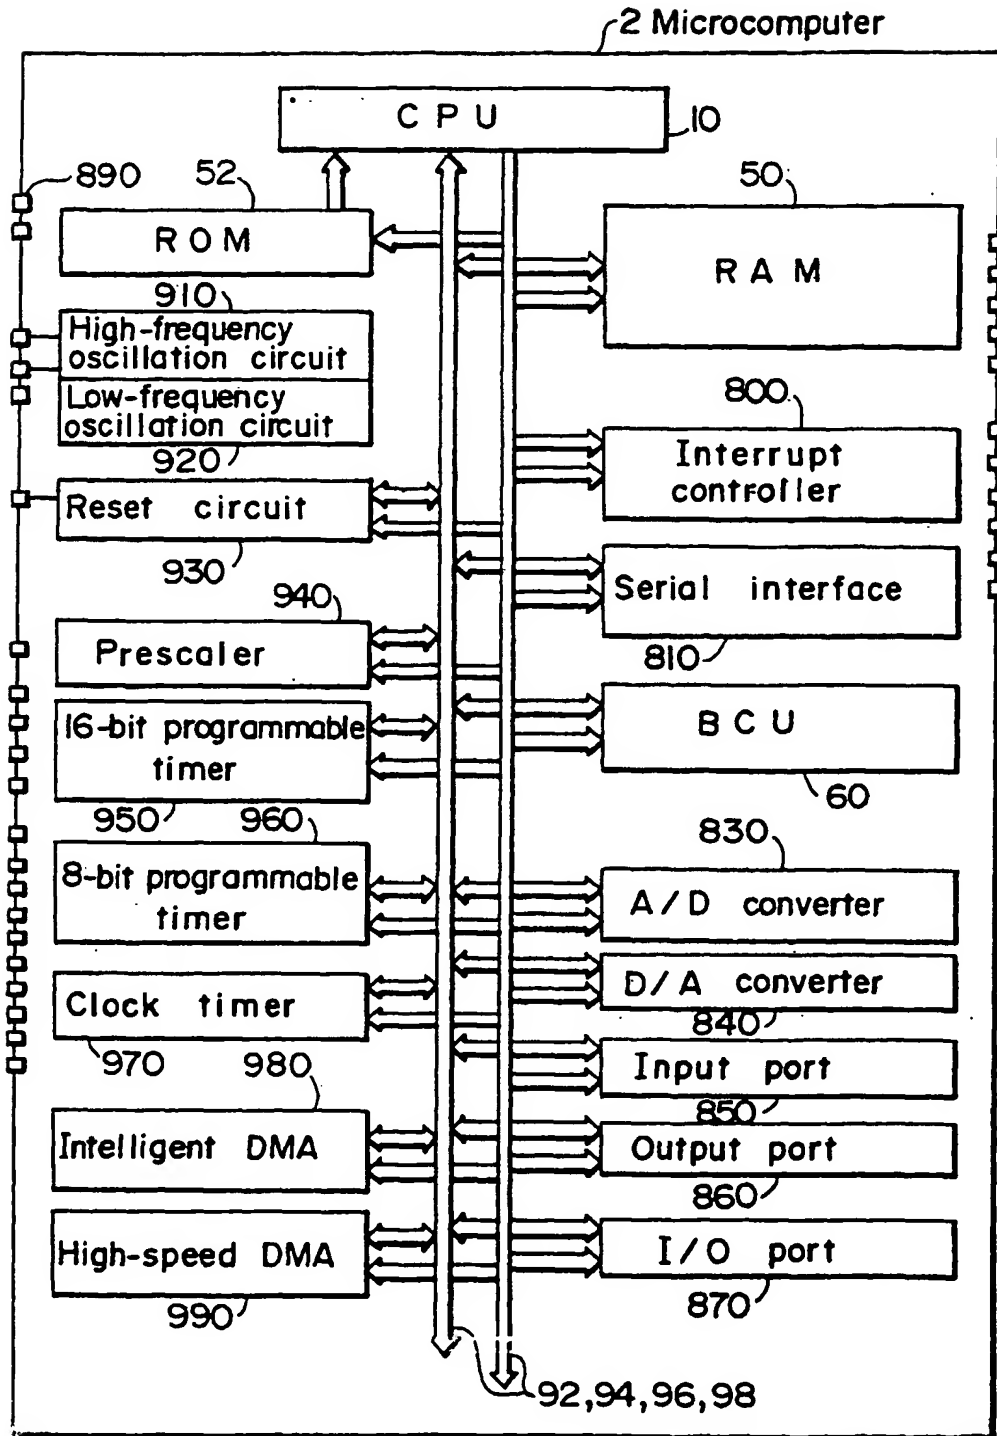 2 Microcomputer
CPU
10
890
52
50
ROM
RAM
910
High-frequency
oscillation circuit
Low-frequency
oscillation circuit
920
800
Interrupt
controller
Reset circuit
930
Serial interface
810
940
Prescaler
BCU
60
16-bit programmable
timer
950
960
8-bit programmable
timer
830
A/D converter
D/A converter
840
Clock timer
970
980
Input port
850
Intelligent DMA
Output port
860
High-speed DMA
990
I/O port
870
92, 94, 96, 98